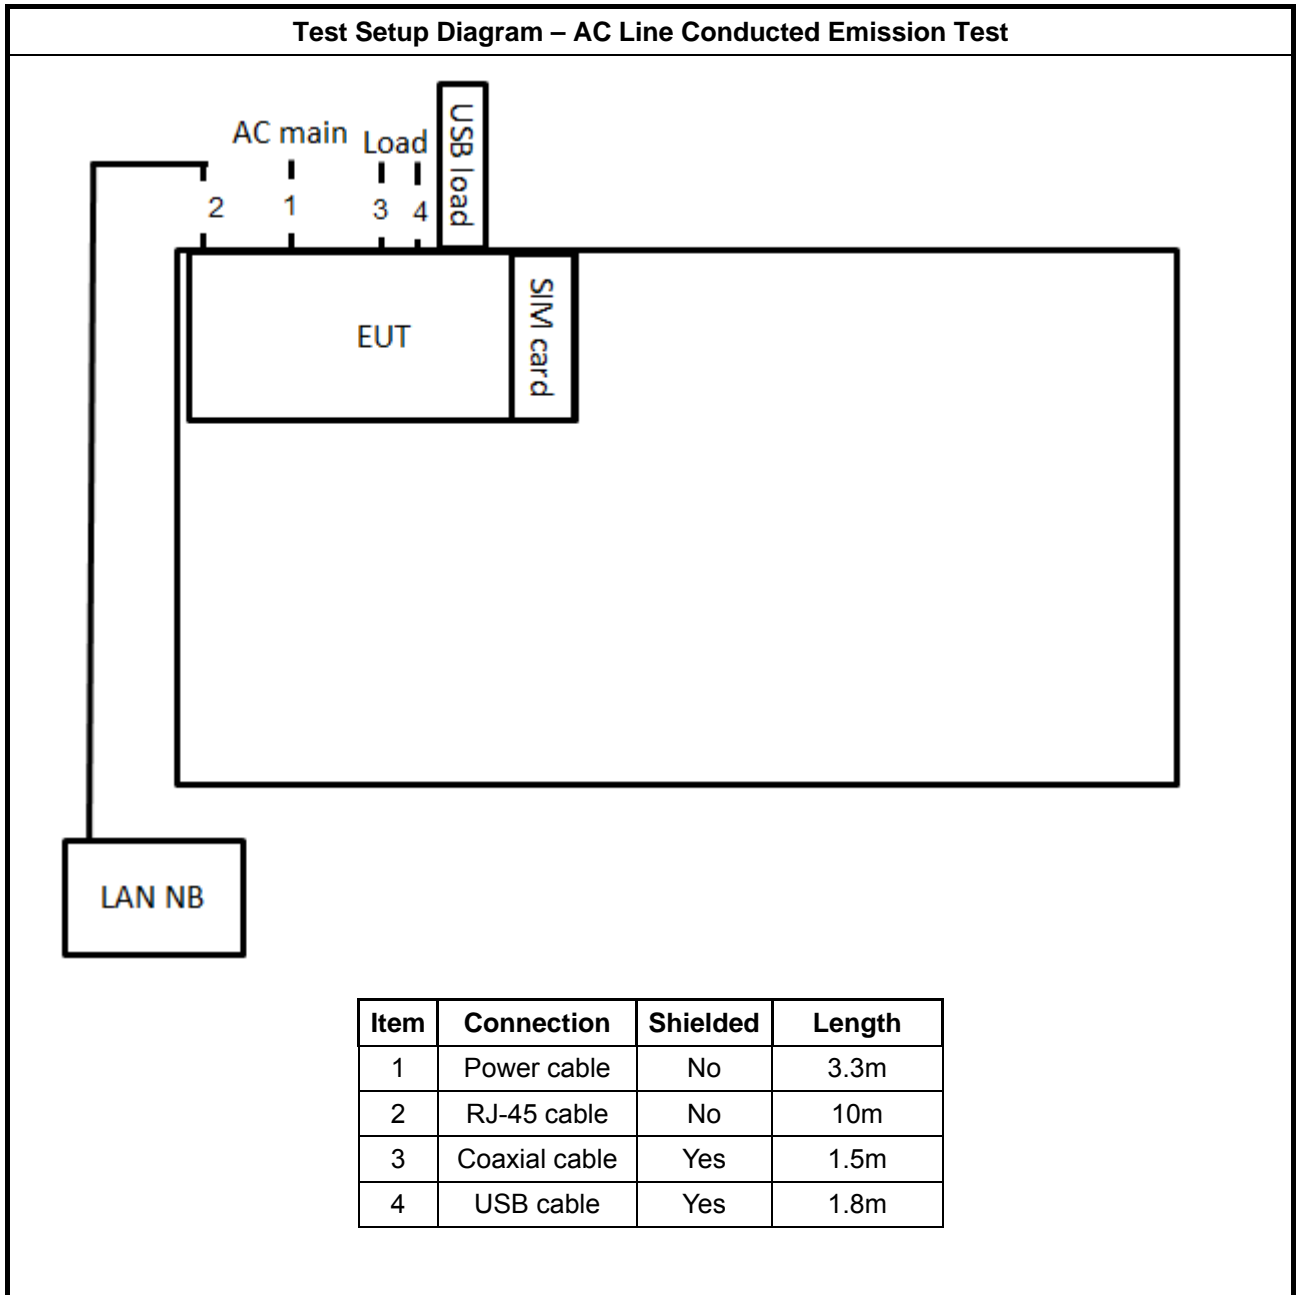 Test Setup Diagram – AC Line Conducted Emission Test
AC main
Load
USB load
2
1
3
4
EUT
SIM card
LAN NB
Item Connection Shielded Length
1 Power cable No 3.3m
2 RJ-45 cable No 10m
3 Coaxial cable Yes 1.5m
4 USB cable Yes 1.8m